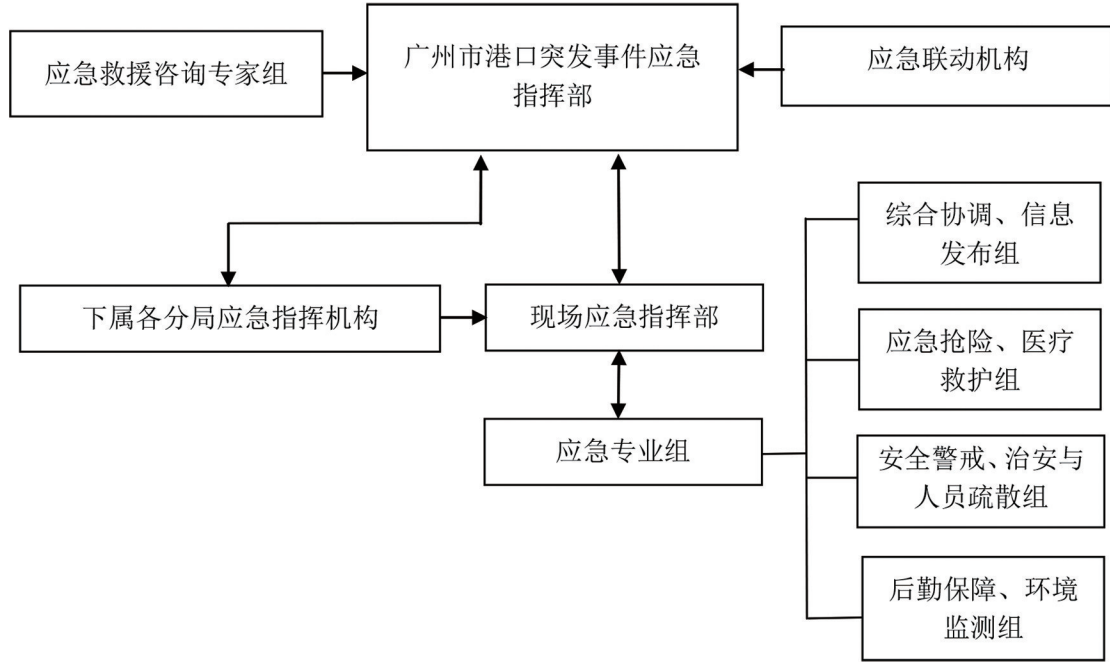 应急救援咨询专家组
广州市港口突发事件应急
指挥部
应急联动机构
综合协调、信息
发布组
下属各分局应急指挥机构
现场应急指挥部
应急抢险、医疗
救护组
应急专业组
安全警戒、治安与
人员疏散组
后勤保障、环境
监测组